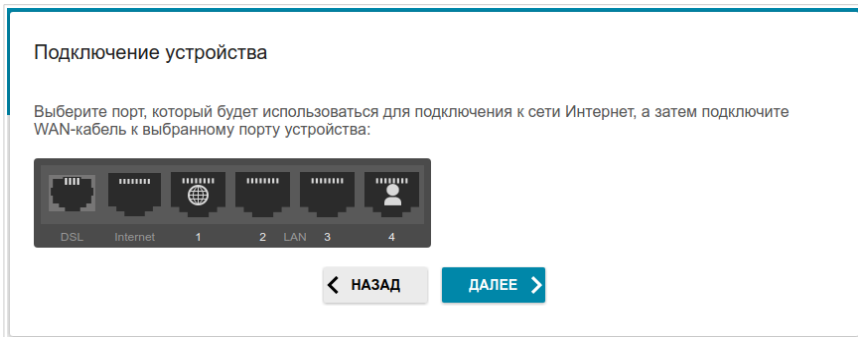 Подключение устройства
Выберите порт, который будет использоваться для подключения к сети Интернет, а затем подключите
WAN-кабель к выбранному порту устройства:
DSL Internet 1 2 LAN 3 4
НАЗАД ДАЛЕЕ